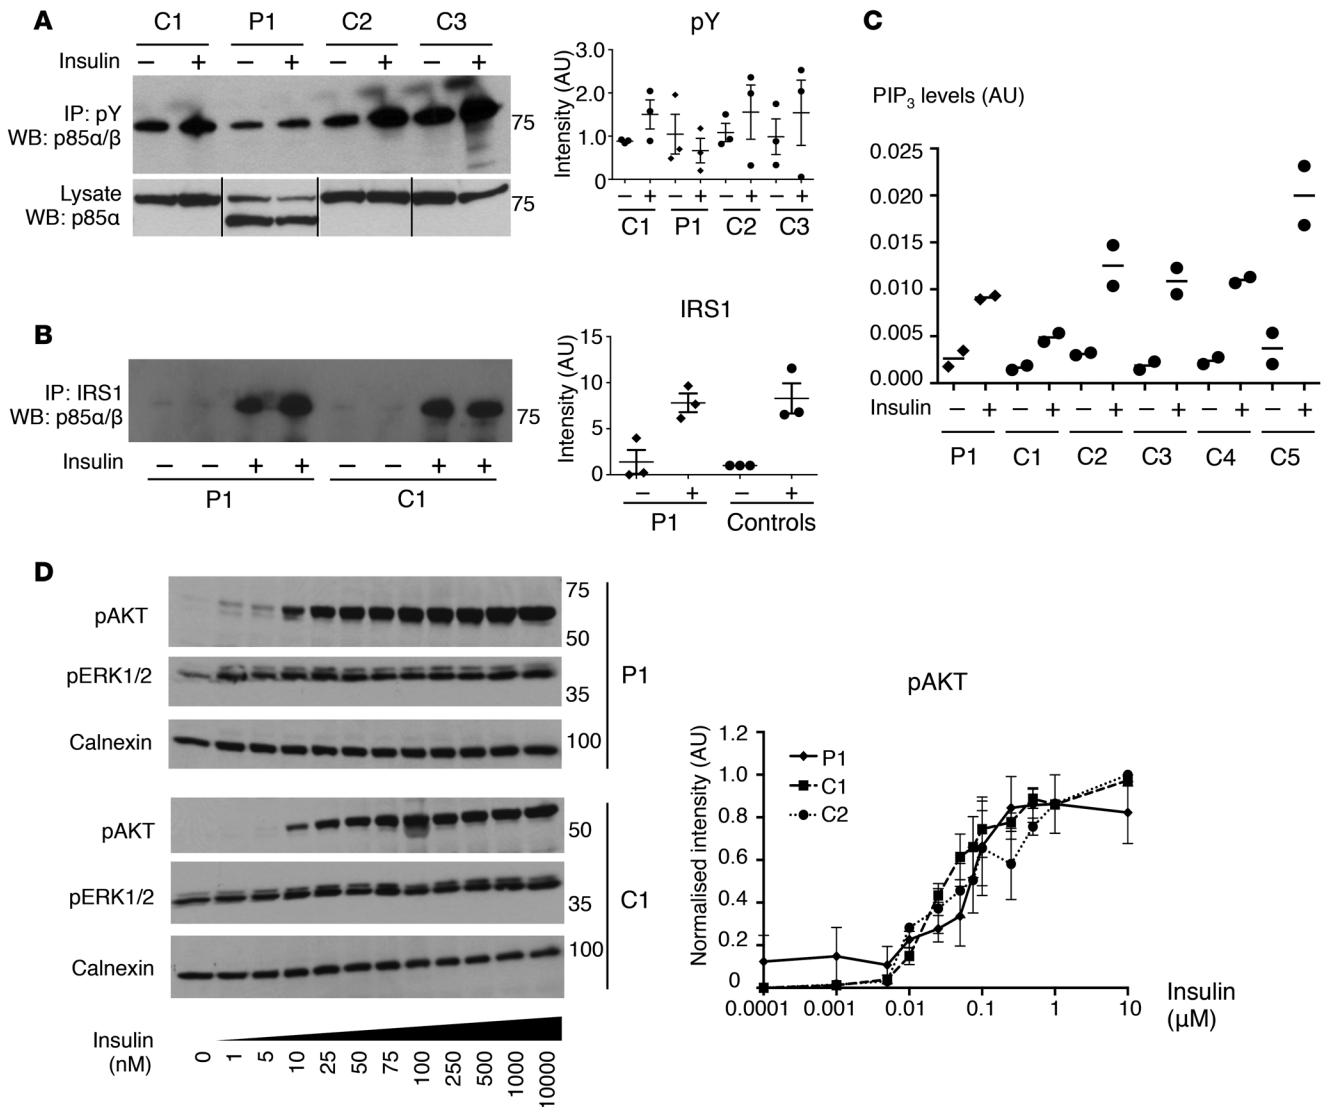 A
C1 P1 C2 C3
Insulin − + − + − + − +
IP: pY
WB: p85α/β
75
Lysate
WB: p85α
75
pY
Intensity (AU)
3.0
2.0
1.0
0
− + − + − + − +
C1 P1 C2 C3
B
IP: IRS1
WB: p85α/β
75
Insulin − − + + − − + +
P1 C1
IRS1
Intensity (AU)
15
10
5
0
− + − +
P1 Controls
C
PIP3 levels (AU)
0.025
0.020
0.015
0.010
0.005
0.000
Insulin − + − + − + − + − + − +
P1 C1 C2 C3 C4 C5
D
pAKT
75
50
pERK1/2
35
Calnexin
100
P1
pAKT
50
pERK1/2
35
Calnexin
100
C1
Insulin
(nM)
0 1 5 10 25 50 75 100 250 500 1000 10000
pAKT
Normalised intensity (AU)
1.2
1.0
0.8
0.6
0.4
0.2
0
P1
C1
C2
0.0001 0.001 0.01 0.1 1 10
Insulin
(μM)